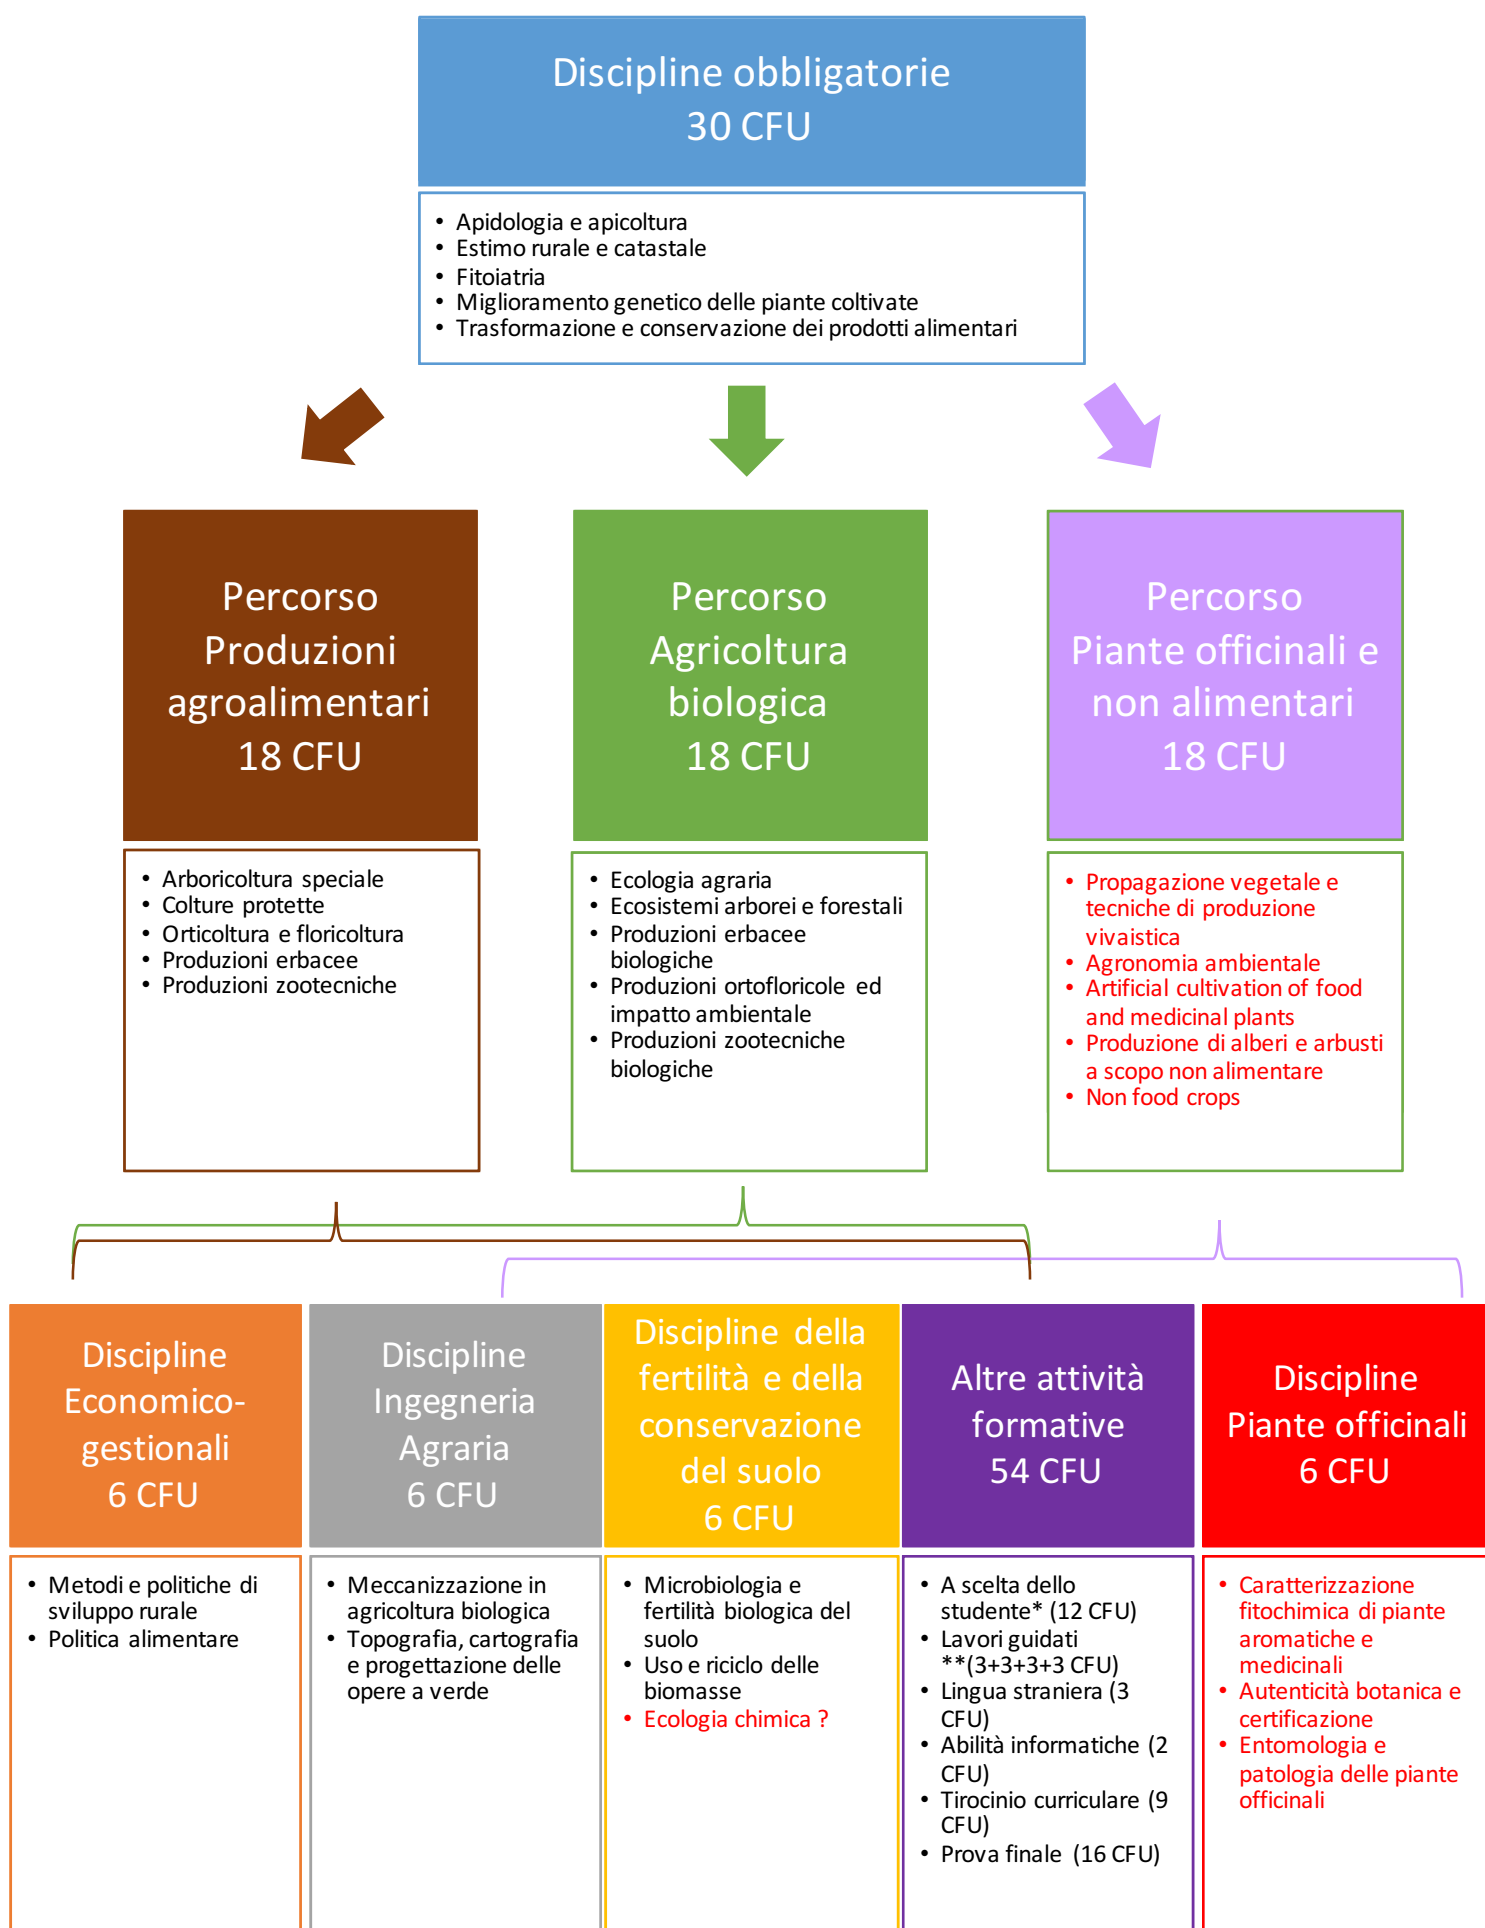 Discipline obbligatorie
30 CFU
• Apidologia e apicoltura
• Estimo rurale e catastale
• Fitoiatria
• Miglioramento genetico delle piante coltivate
• Trasformazione e conservazione dei prodotti alimentari
Percorso
Produzioni
agroalimentari
18 CFU
• Arboricoltura speciale
• Colture protette
• Orticoltura e floricoltura
• Produzioni erbacee
• Produzioni zootecniche
Percorso
Agricoltura
biologica
18 CFU
• Ecologia agraria
• Ecosistemi arborei e forestali
• Produzioni erbacee
biologiche
• Produzioni ortofloricole ed
impatto ambientale
• Produzioni zootecniche
biologiche
Percorso
Piante officinali e
non alimentari
18 CFU
• Propagazione vegetale e
tecniche di produzione
vivaistica
• Agronomia ambientale
• Artificial cultivation of food
and medicinal plants
• Produzione di alberi e arbusti
a scopo non alimentare
• Non food crops
Discipline
Economico-
gestionali
6 CFU
• Metodi e politiche di
sviluppo rurale
• Politica alimentare
Discipline
Ingegneria
Agraria
6 CFU
• Meccanizzazione in
agricoltura biologica
• Topografia, cartografia
e progettazione delle
opere a verde
Discipline della
fertilità e della
conservazione
del suolo
6 CFU
• Microbiologia e
fertilità biologica del
suolo
• Uso e riciclo delle
biomasse
• Ecologia chimica ?
Altre attività
formative
54 CFU
• A scelta dello
studente* (12 CFU)
• Lavori guidati
**(3+3+3+3 CFU)
• Lingua straniera (3
CFU)
• Abilità informatiche (2
CFU)
• Tirocinio curriculare (9
CFU)
• Prova finale (16 CFU)
Discipline
Piante officinali
6 CFU
• Caratterizzazione
fitochimica di piante
aromatiche e
medicinali
• Autenticità botanica e
certificazione
• Entomologia e
patologia delle piante
officinali